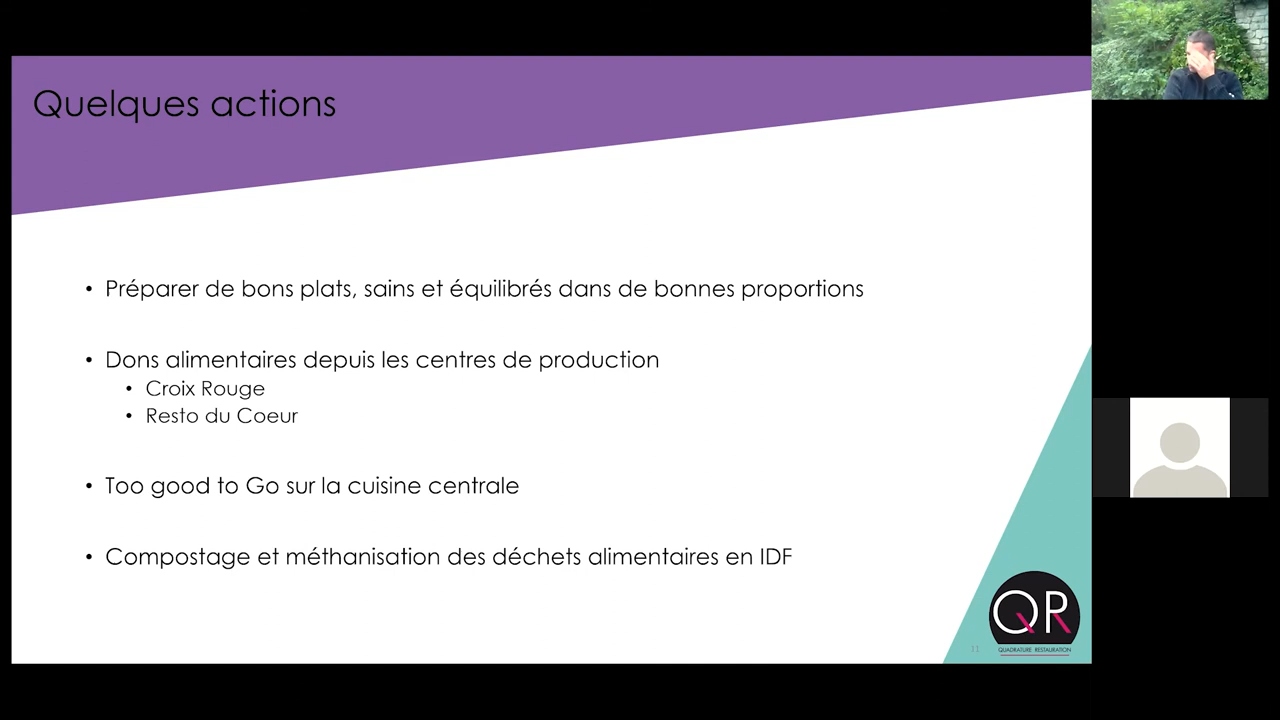 Quelques actions
• Préparer de bons plats, sains et équilibrés dans de bonnes proportions
• Dons alimentaires depuis les centres de production
• Croix Rouge
• Resto du Coeur
• Too good to Go sur la cuisine centrale
• Compostage et méthanisation des déchets alimentaires en IDF
QR
QUADRATURE RESTAURATION
11